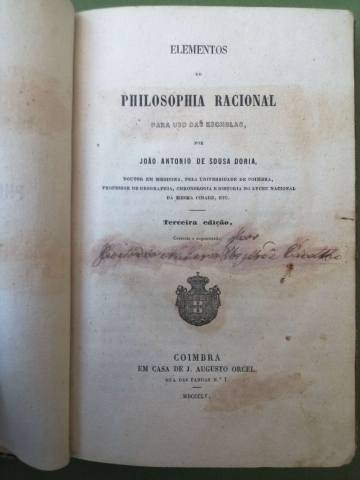 ELEMENTOS
DE
PHILOSOPHIA RACIONAL
PARA USO DAS ESCHOLAS,
POR
JOÃO ANTONIO DE SOUSA DORIA,
DOUTOR EM MEDICINA, PELA UNIVERSIDADE DE COIMBRA,
PROFESSOR DE GEOGRAPHIA, CHRONOLOGIA E HISTORIA NO LYCEU NACIONAL
DA MESMA CIDADE, ETC.
Terceira edição,
Correcta e augmentada
COIMBRA
EM CASA DE J. AUGUSTO ORCEL.
RUA DAS FANGAS N.º 1.
MDCCCLV.